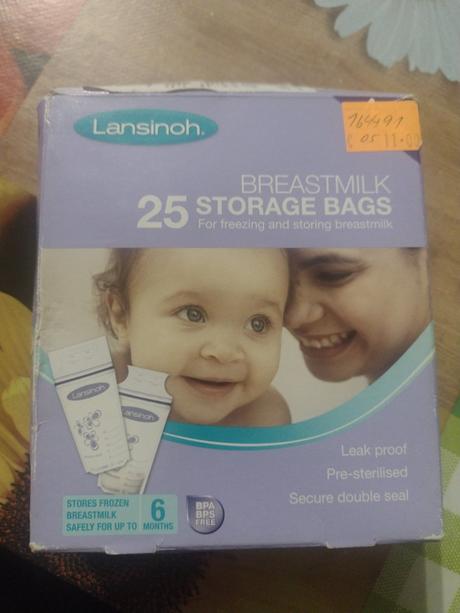 Lansinoh®
164491
05 11.00
BREASTMILK
25 STORAGE BAGS
For freezing and storing breastmilk
Lansinoh
Lansinoh
Leak proof
Pre-sterilised
Secure double seal
STORES FROZEN
BREASTMILK
SAFELY FOR UP TO
6
MONTHS
BPA
BPS
FREE